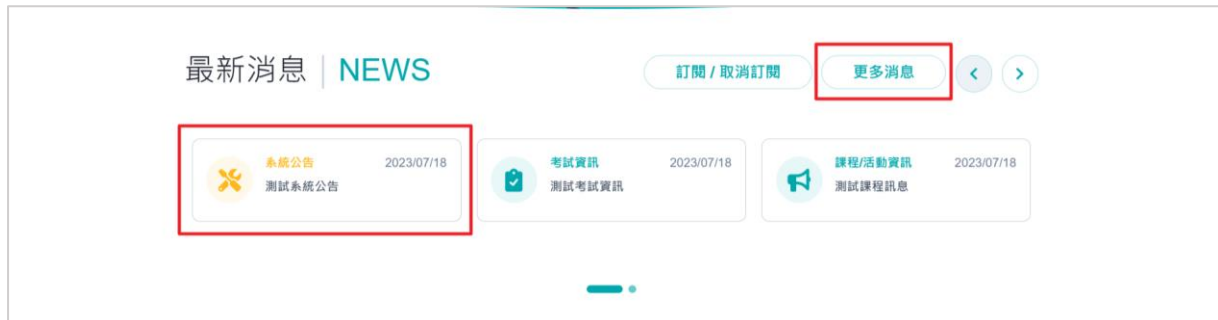 最新消息 | NEWS
訂閱 / 取消訂閱
更多消息
系統公告 2023/07/18
測試系統公告
考試資訊 2023/07/18
測試考試資訊
課程/活動資訊 2023/07/18
測試課程訊息